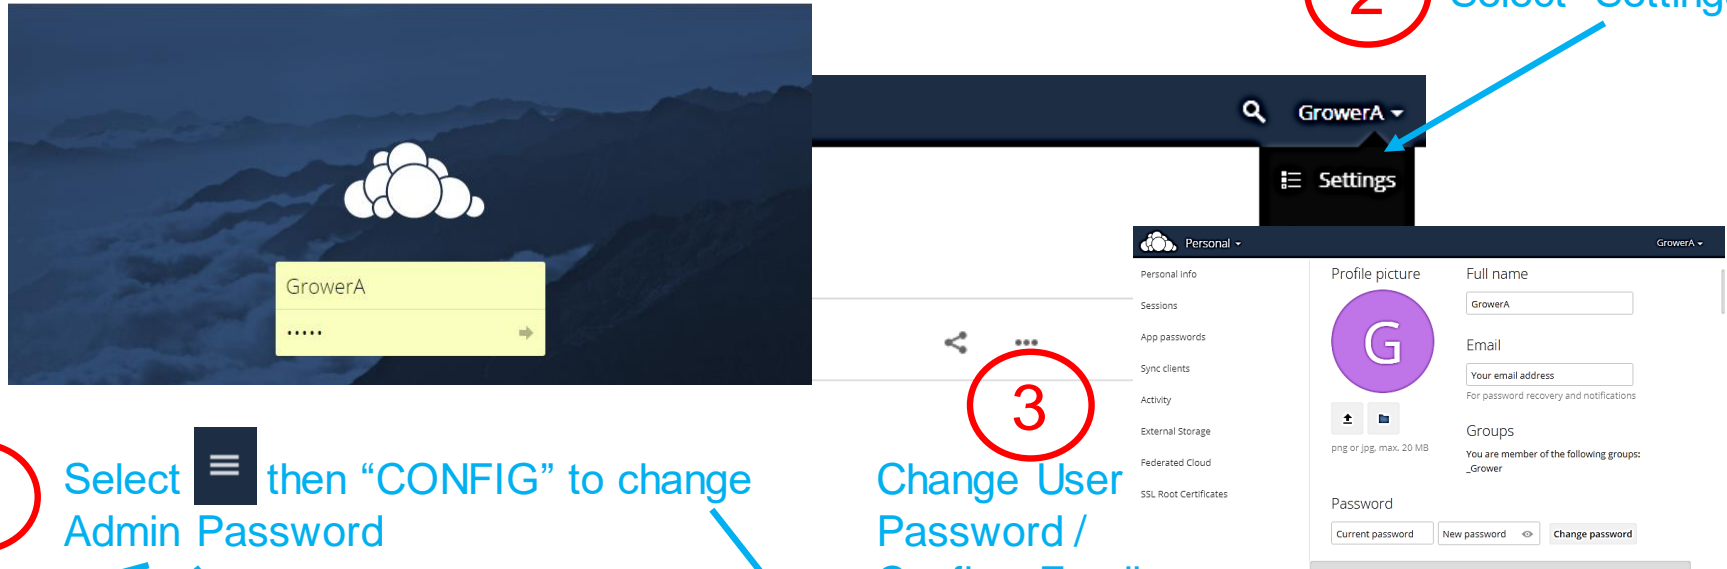 2
Select
GrowerA
Settings
GrowerA
•••••
Personal
GrowerA
Personal info
Sessions
App passwords
Sync clients
Activity
External Storage
Federated Cloud
SSL Root Certificates
Profile picture
G
png or jpg, max. 20 MB
Full name
GrowerA
Email
Your email address
For password recovery and notifications
Groups
You are member of the following groups:
_Grower
Password
Current password
New password
Change password
3
Change User
Password /
Select then “CONFIG” to change
Admin Password